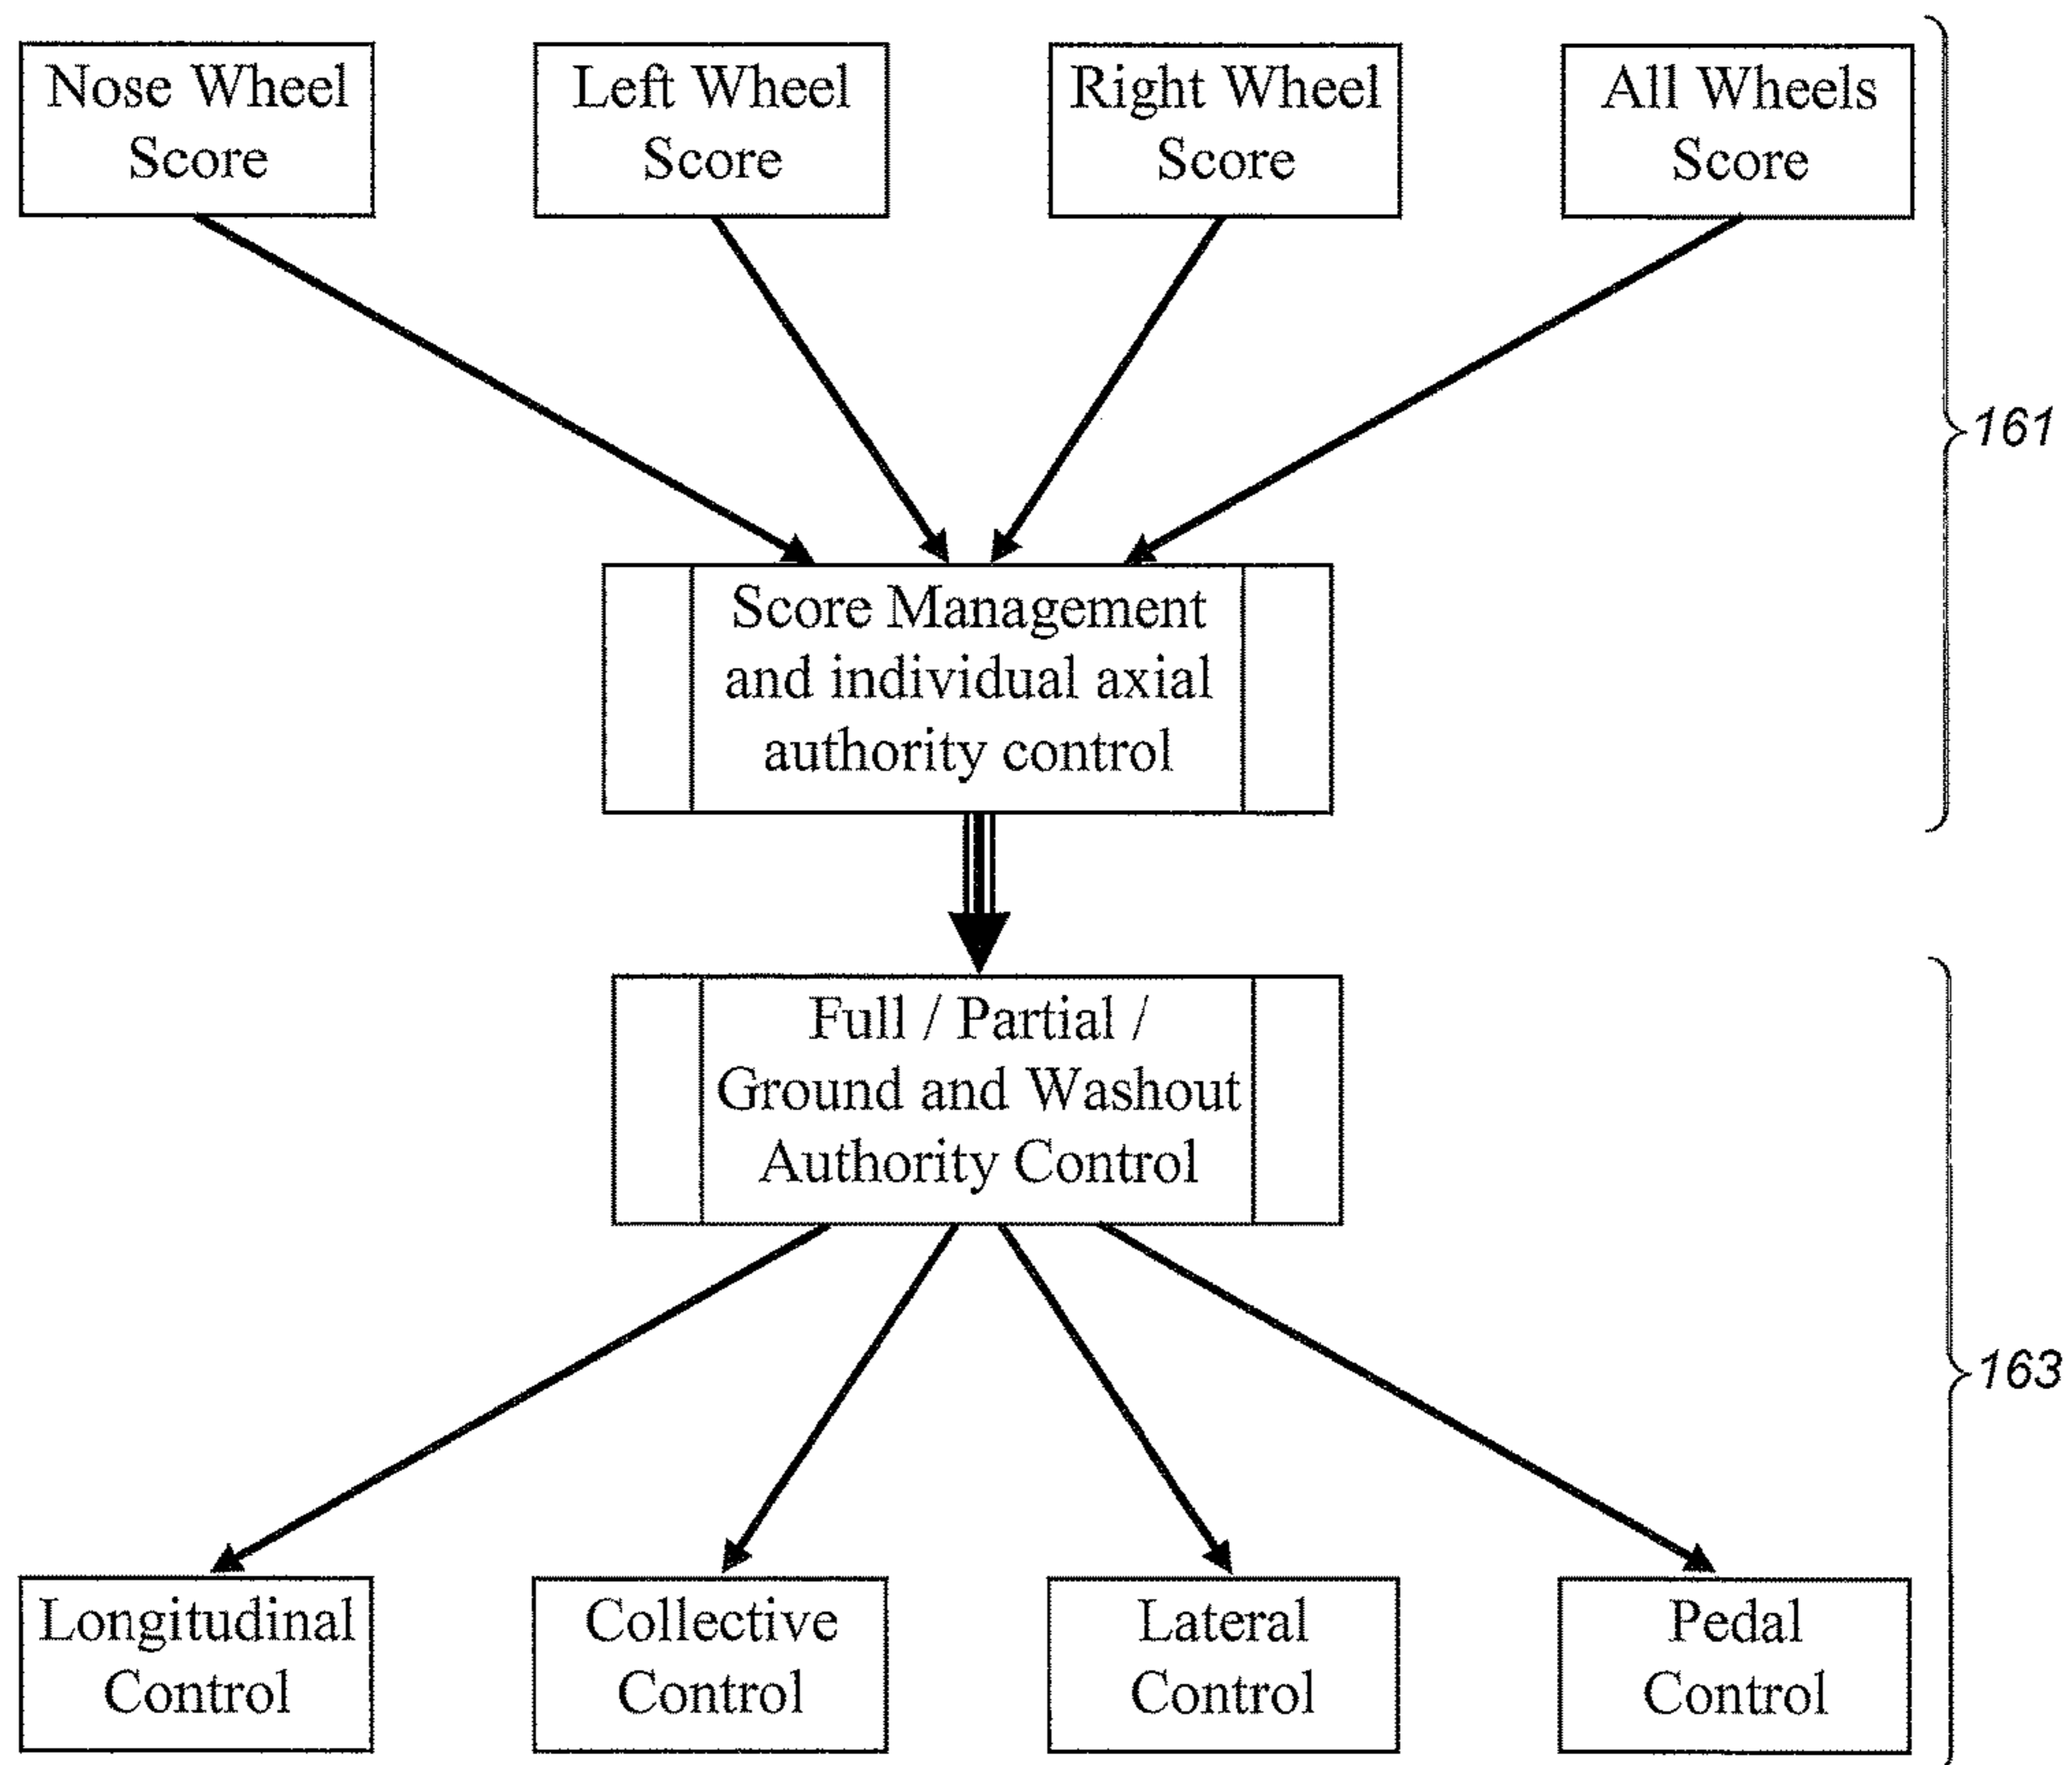 Nose Wheel
Score
Left Wheel
Score
Right Wheel
Score
All Wheels
Score
161
Score Management
and individual axial
authority control
Full / Partial /
Ground and Washout
Authority Control
163
Longitudinal
Control
Collective
Control
Lateral
Control
Pedal
Control